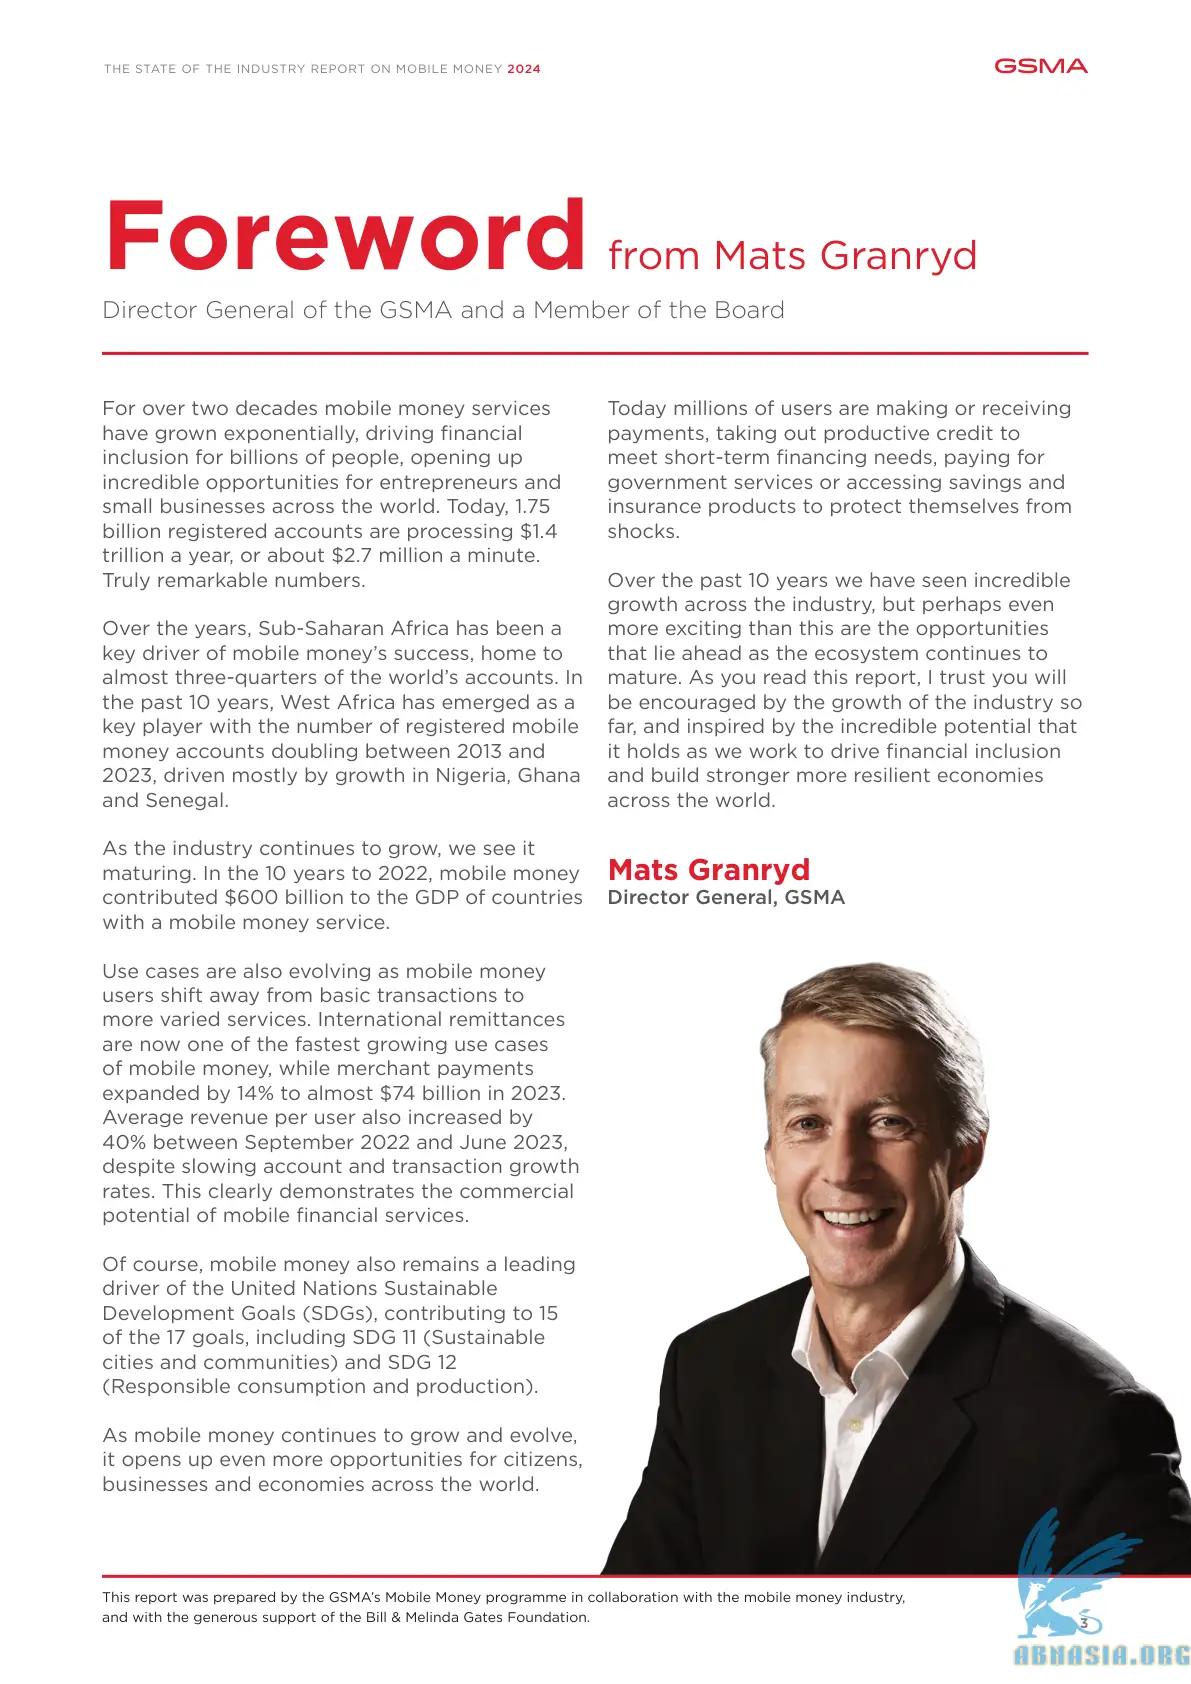 THE STATE OF THE INDUSTRY REPORT ON MOBILE MONEY 2024
GSMA
Foreword from Mats Granryd
Director General of the GSMA and a Member of the Board
For over two decades mobile money services
have grown exponentially, driving financial
inclusion for billions of people, opening up
incredible opportunities for entrepreneurs and
small businesses across the world. Today, 1.75
billion registered accounts are processing $1.4
trillion a year, or about $2.7 million a minute.
Truly remarkable numbers.
Over the years, Sub-Saharan Africa has been a
key driver of mobile money’s success, home to
almost three-quarters of the world’s accounts. In
the past 10 years, West Africa has emerged as a
key player with the number of registered mobile
money accounts doubling between 2013 and
2023, driven mostly by growth in Nigeria, Ghana
and Senegal.
As the industry continues to grow, we see it
maturing. In the 10 years to 2022, mobile money
contributed $600 billion to the GDP of countries
with a mobile money service.
Use cases are also evolving as mobile money
users shift away from basic transactions to
more varied services. International remittances
are now one of the fastest growing use cases
of mobile money, while merchant payments
expanded by 14% to almost $74 billion in 2023.
Average revenue per user also increased by
40% between September 2022 and June 2023,
despite slowing account and transaction growth
rates. This clearly demonstrates the commercial
potential of mobile financial services.
Of course, mobile money also remains a leading
driver of the United Nations Sustainable
Development Goals (SDGs), contributing to 15
of the 17 goals, including SDG 11 (Sustainable
cities and communities) and SDG 12
(Responsible consumption and production).
As mobile money continues to grow and evolve,
it opens up even more opportunities for citizens,
businesses and economies across the world.
Today millions of users are making or receiving
payments, taking out productive credit to
meet short-term financing needs, paying for
government services or accessing savings and
insurance products to protect themselves from
shocks.
Over the past 10 years we have seen incredible
growth across the industry, but perhaps even
more exciting than this are the opportunities
that lie ahead as the ecosystem continues to
mature. As you read this report, I trust you will
be encouraged by the growth of the industry so
far, and inspired by the incredible potential that
it holds as we work to drive financial inclusion
and build stronger more resilient economies
across the world.
Mats Granryd
Director General, GSMA
This report was prepared by the GSMA’s Mobile Money programme in collaboration with the mobile money industry,
and with the generous support of the Bill & Melinda Gates Foundation.
3
ABNASIA.ORG